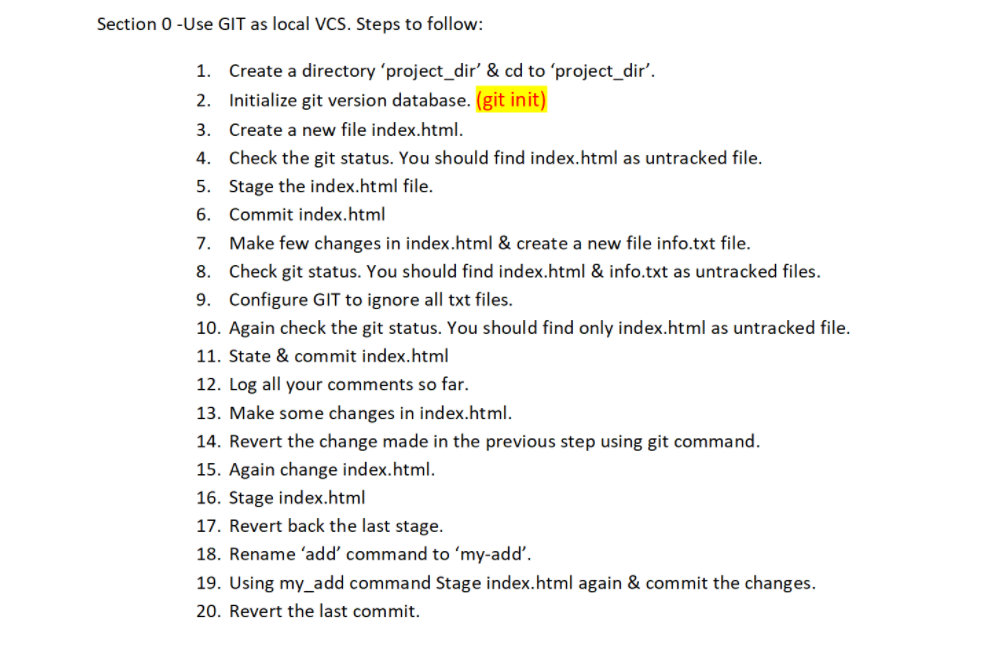 Section 0 -Use GIT as local VCS. Steps to follow:
1. Create a directory ‘project_dir’ & cd to ‘project_dir’.
2. Initialize git version database. (git init)
3. Create a new file index.html.
4. Check the git status. You should find index.html as untracked file.
5. Stage the index.html file.
6. Commit index.html
7. Make few changes in index.html & create a new file info.txt file.
8. Check git status. You should find index.html & info.txt as untracked files.
9. Configure GIT to ignore all txt files.
10. Again check the git status. You should find only index.html as untracked file.
11. State & commit index.html
12. Log all your comments so far.
13. Make some changes in index.html.
14. Revert the change made in the previous step using git command.
15. Again change index.html.
16. Stage index.html
17. Revert back the last stage.
18. Rename ‘add’ command to ‘my-add’.
19. Using my_add command Stage index.html again & commit the changes.
20. Revert the last commit.